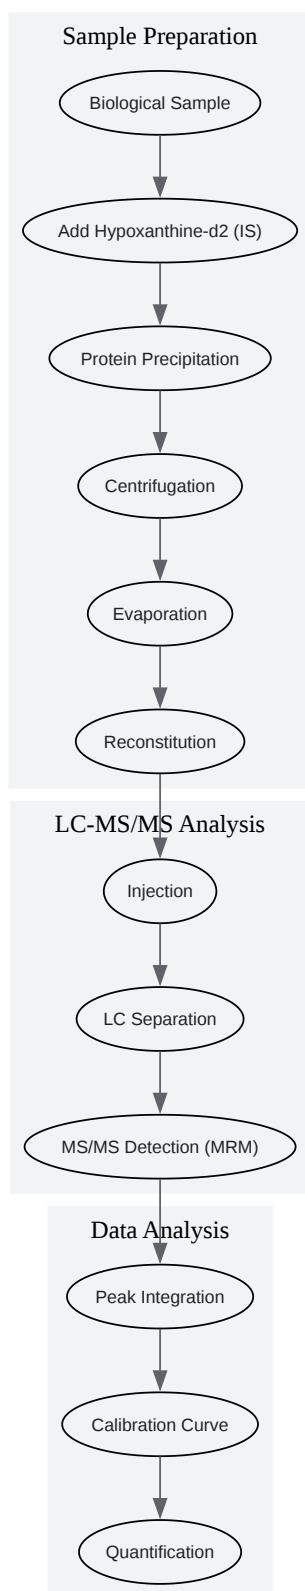 Sample Preparation
Biological Sample
Add Hypoxanthine-d2 (IS)
Protein Precipitation
Centrifugation
Evaporation
Reconstitution
LC-MS/MS Analysis
Injection
LC Separation
MS/MS Detection (MRM)
Data Analysis
Peak Integration
Calibration Curve
Quantification